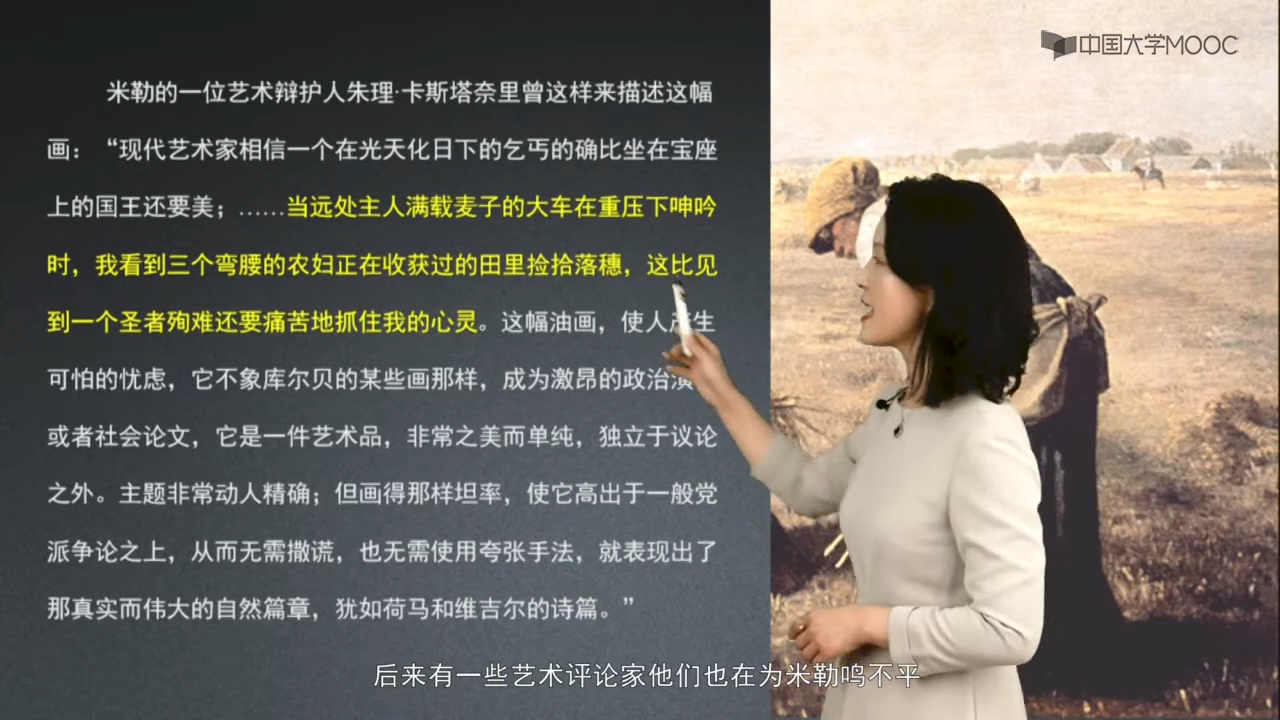 中国大学MOOC
米勒的一位艺术辩护人朱理·卡斯塔奈里曾这样来描述这幅
画：“现代艺术家相信一个在光天化日下的乞丐的确比坐在宝座
上的国王还要美；……当远处主人满载麦子的大车在重压下呻吟
时，我看到三个弯腰的农妇正在收获过的田里捡拾落穗，这比见
到一个圣者殉难还要痛苦地抓住我的心灵。这幅油画，使人产生
可怕的忧虑，它不象库尔贝的某些画那样，成为激昂的政治演
或者社会论文，它是一件艺术品，非常之美而单纯，独立于议论
之外。主题非常动人精确；但画得那样坦率，使它高出于一般党
派争论之上，从而无需撒谎，也无需使用夸张手法，就表现出了
那真实而伟大的自然篇章，犹如荷马和维吉尔的诗篇。”
后来有一些艺术评论家他们也在为米勒鸣不平